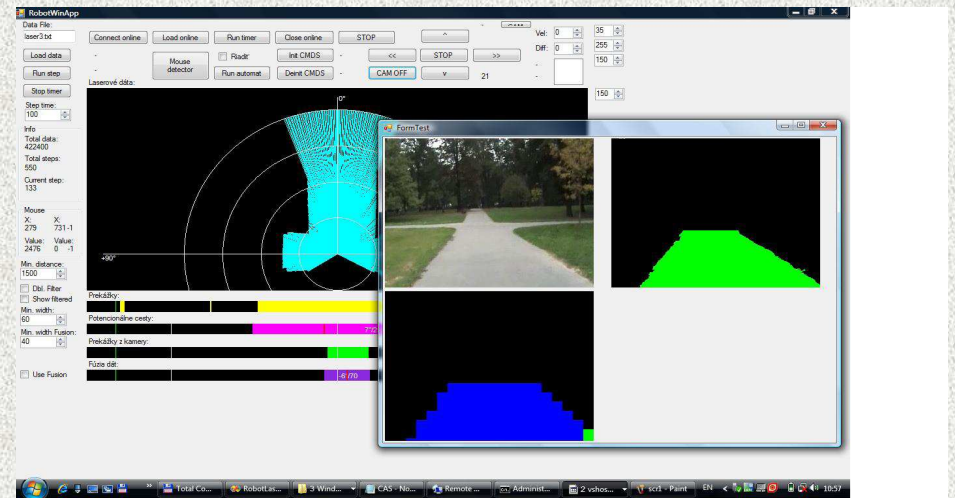 RobotWinApp
Data File:
laser3.txt
Connect online
Load online
Run timer
Close online
STOP
^
Vel: 0
35
Load data
-
Mouse detector
Riadit'
Init CMDS
-
<<
STOP
>>
Diff: 0
255
150
Run step
-
Run automat
Deinit CMDS
-
CAM OFF
v
21
-
Stop timer
Laserové dáta:
150
Step time:
100
Info
Total data:
422400
Total steps:
550
Current step:
133
Mouse
X: X:
279 731 -1
Value: Value:
2476 0 -1
Min. distance:
1500
Dbl. Filter
Show filtered
Min. width:
60
Min. width Fusion:
40
Use Fusion
0°
+90°
Prekážky:
Potencionálne cesty:
Prekážky z kamery:
Fúzia dát:
-6°/70
FormTest
Total Co...
RobotLas...
3 Wind...
CAS - No...
Remote ...
Administ...
2 vshos...
scr1 - Paint
EN
10:57